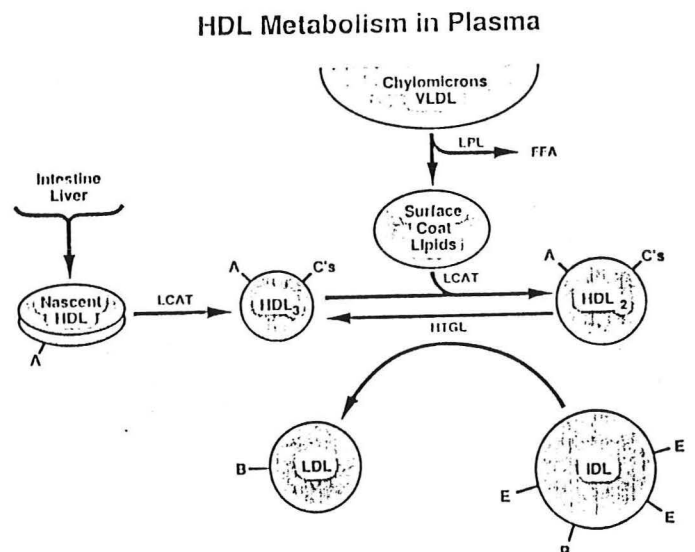 HDL Metabolism in Plasma
Chylomicrons
VLDL
LPL
FFA
Intestine
Liver
Surface
Coat
Lipids
A
C's
LCAT
A
C's
Nascent
HDL
LCAT
HDL3
HDL2
HTGL
A
B
LDL
IDL
E
E
E
B